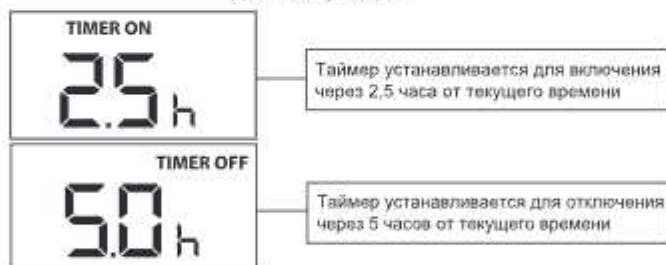 TIMER ON
2.5 h
Таймер устанавливается для включения
через 2,5 часа от текущего времени
TIMER OFF
5.0 h
Таймер устанавливается для отключения
через 5 часов от текущего времени